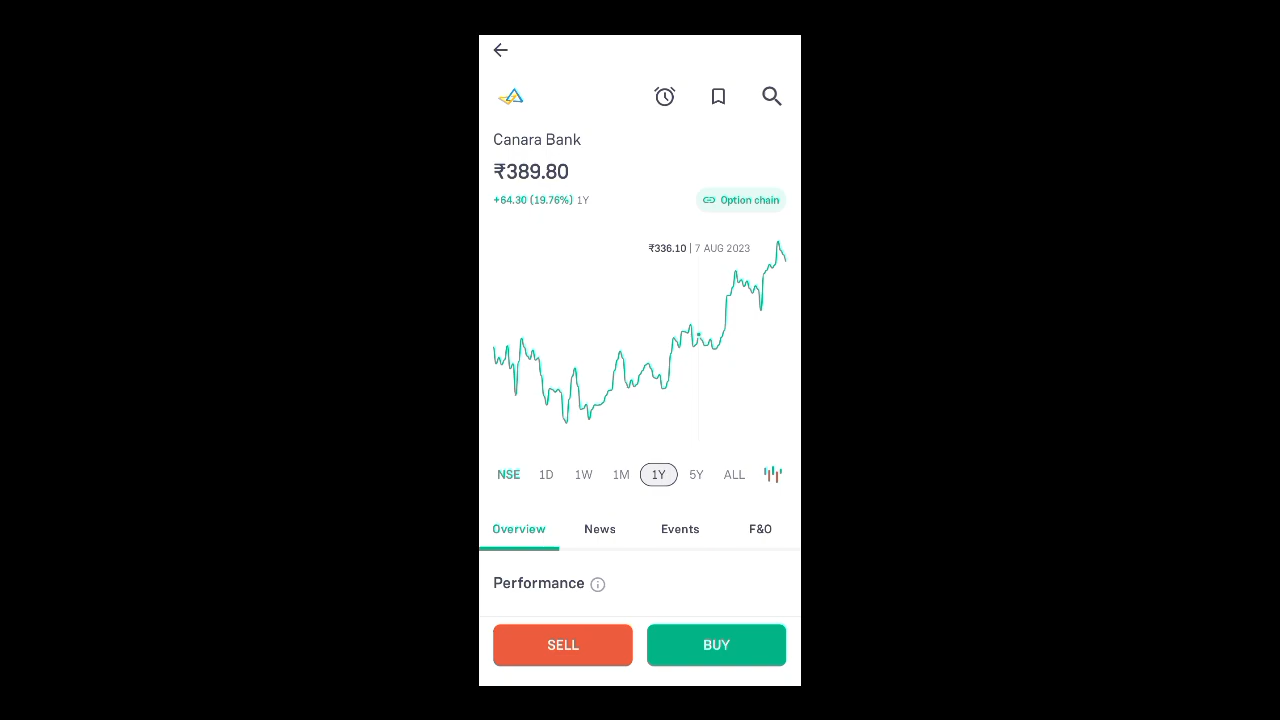 Canara Bank
₹389.80
+64.30 (19.76%) 1Y
Option chain
₹336.10 | 7 AUG 2023
NSE 1D 1W 1M 1Y 5Y ALL
Overview News Events F&O
Performance
SELL BUY